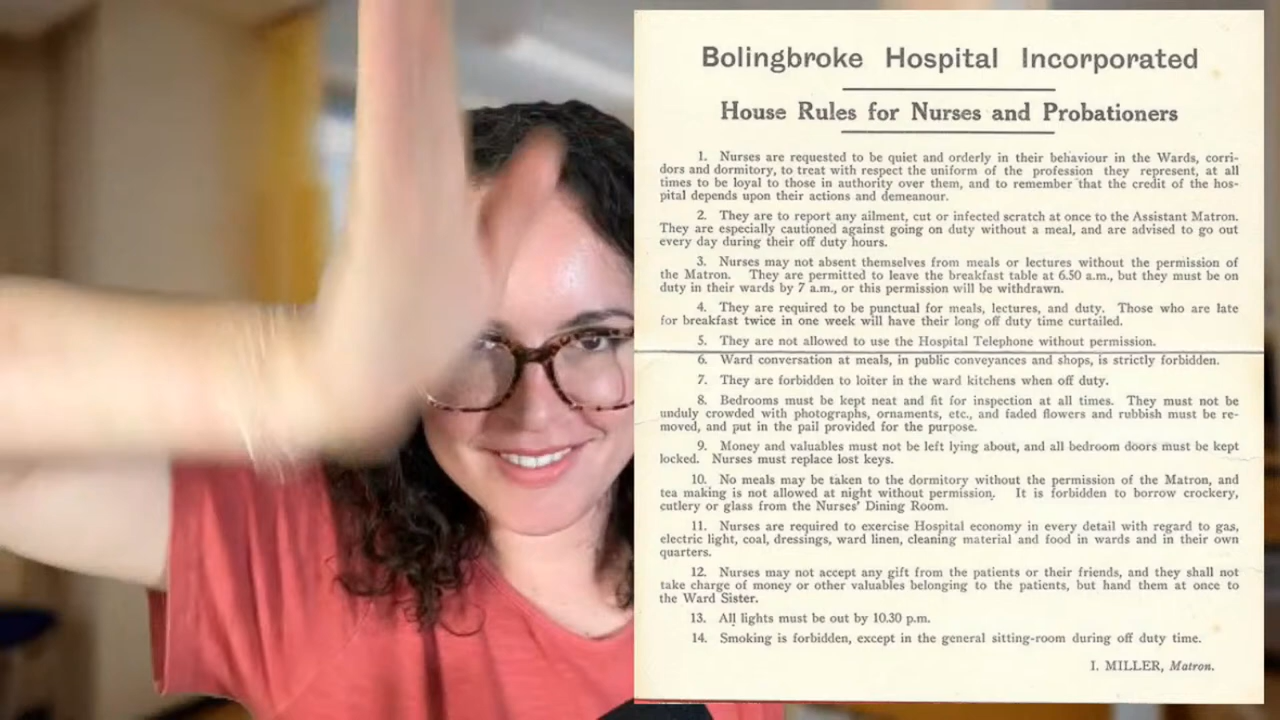 Bolingbroke Hospital Incorporated
House Rules for Nurses and Probationers
1. Nurses are requested to be quiet and orderly in their behaviour in the Wards, corri-
dors and dormitory, to treat with respect the uniform of the profession they represent, at all
times to be loyal to those in authority over them, and to remember that the credit of the hos-
pital depends upon their actions and demeanour.
2. They are to report any ailment, cut or infected scratch at once to the Assistant Matron.
They are especially cautioned against going on duty without a meal, and are advised to go out
every day during their off duty hours.
3. Nurses may not absent themselves from meals or lectures without the permission of
the Matron. They are permitted to leave the breakfast table at 6.50 a.m., but they must be on
duty in their wards by 7 a.m., or this permission will be withdrawn.
4. They are required to be punctual for meals, lectures, and duty. Those who are late
for breakfast twice in one week will have their long off duty time curtailed.
5. They are not allowed to use the Hospital Telephone without permission.
6. Ward conversation at meals, in public conveyances and shops, is strictly forbidden.
7. They are forbidden to loiter in the ward kitchens when off duty.
8. Bedrooms must be kept neat and fit for inspection at all times. They must not be
unduly crowded with photographs, ornaments, etc., and faded flowers and rubbish must be re-
moved, and put in the pail provided for the purpose.
9. Money and valuables must not be left lying about, and all bedroom doors must be kept
locked. Nurses must replace lost keys.
10. No meals may be taken to the dormitory without the permission of the Matron, and
tea making is not allowed at night without permission. It is forbidden to borrow crockery,
cutlery or glass from the Nurses' Dining Room.
11. Nurses are required to exercise Hospital economy in every detail with regard to gas,
electric light, coal, dressings, ward linen, cleaning material and food in wards and in their own
quarters.
12. Nurses may not accept any gift from the patients or their friends, and they shall not
take charge of money or other valuables belonging to the patients, but hand them at once to
the Ward Sister.
13. All lights must be out by 10.30 p.m.
14. Smoking is forbidden, except in the general sitting-room during off duty time.
I. MILLER, Matron.